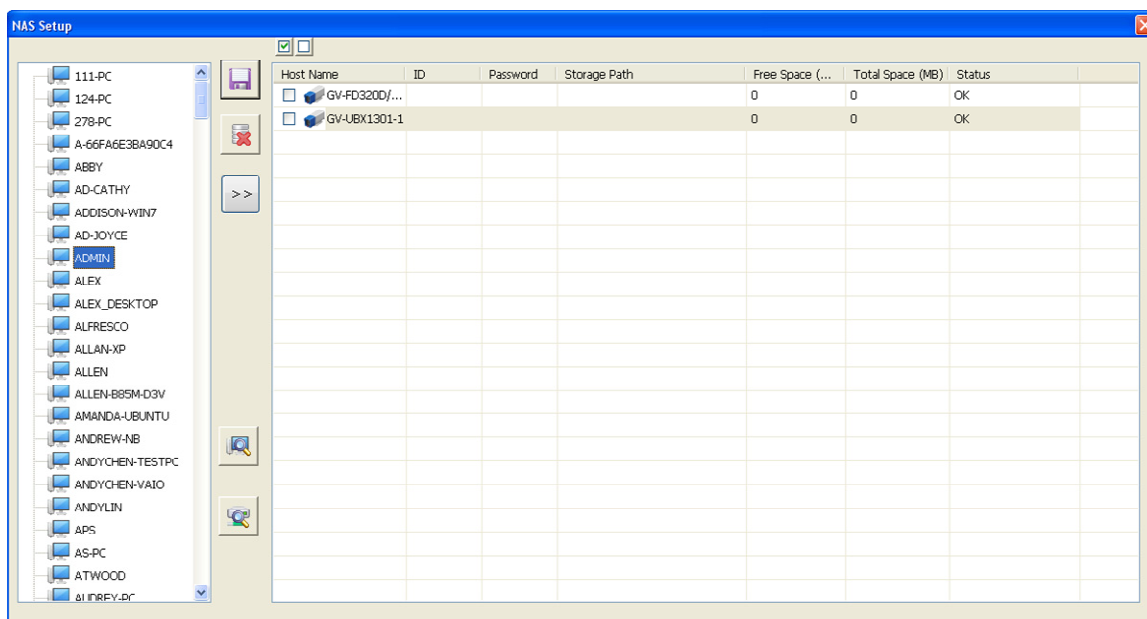 NAS Setup
111-PC
124-PC
278-PC
A-66FA6E3BA90C4
ABBY
AD-CATHY
ADDISON-WIN7
AD-JOYCE
ADMIN
ALEX
ALEX_DESKTOP
ALFRESCO
ALLAN-XP
ALLEN
ALLEN-B85M-D3V
AMANDA-UBUNTU
ANDREW-NB
ANDYCHEN-TESTPC
ANDYCHEN-VAIO
ANDYLIN
APS
AS-PC
ATWOOD
AUDREY-PC
>>
Host Name ID Password Storage Path Free Space (... Total Space (MB) Status
GV-FD320D/... 0 0 OK
GV-UBX1301-1 0 0 OK